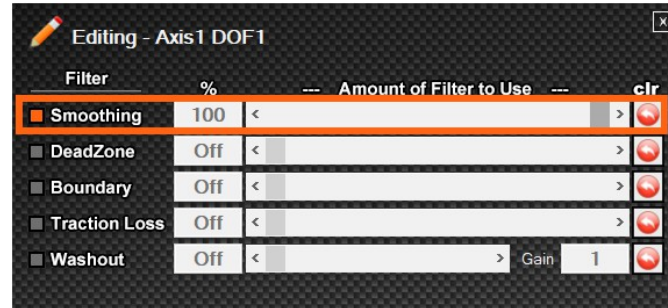 Editing - Axis1 DOF1
Filter % --- Amount of Filter to Use --- clr
Smoothing 100 < >
DeadZone Off < >
Boundary Off < >
Traction Loss Off < >
Washout Off < > Gain 1